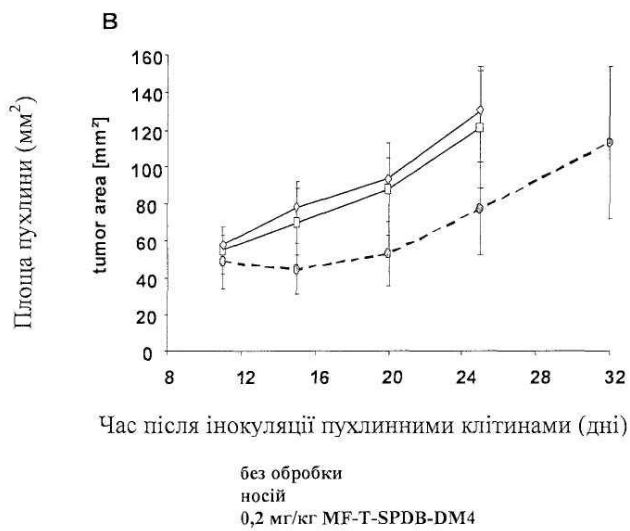 B
Площа пухлини (мм²)
tumor area [mm²]
160
140
120
100
80
60
40
20
0
8 12 16 20 24 28 32
Час після інокуляції пухлинними клітинами (дні)
без обробки
носій
0,2 мг/кг MF-T-SPDB-DM4